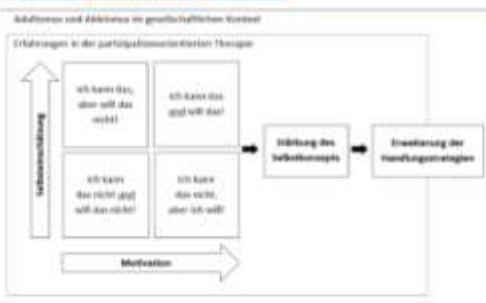 Adultismus und Ableismus im gesellschaftlichen Kontext
Erfahrungen in der partizipationsorientierten Therapie
Selbsteinschätzung
Ich kann das,
aber will das
nicht!
Ich kann das
und will das!
Ich kann
das nicht und
will das nicht!
Ich kann
das nicht,
aber ich will!
Motivation
Stärkung des
Selbstkonzepts
Erweiterung der
Handlungsstrategien